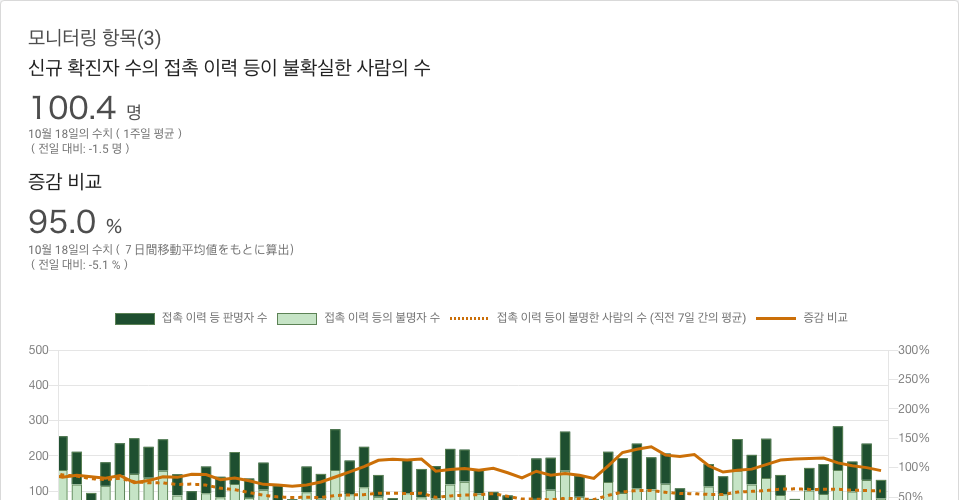 모니터링 항목(3)
신규 확진자 수의 접촉 이력 등이 불확실한 사람의 수
100.4 명
10월 18일의 수치 ( 1주일 평균 )
( 전일 대비: -1.5 명 )
증감 비교
95.0 %
10월 18일의 수치 ( ７日間移動平均値をもとに算出)
( 전일 대비: -5.1 % )
접촉 이력 등 판명자 수 접촉 이력 등의 불명자 수 접촉 이력 등이 불명한 사람의 수 (직전 7일 간의 평균) 증감 비교
500 300%
400 250%
300 200%
200 150%
100 100%
50%